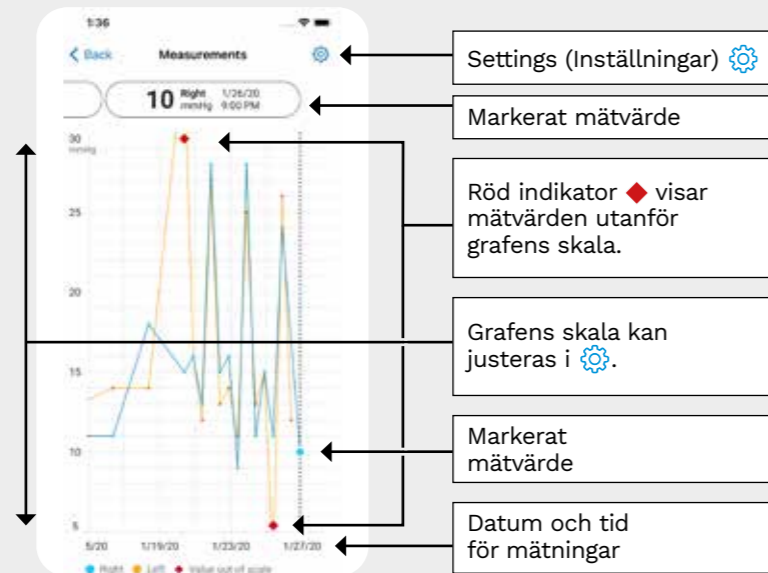 1:36
Back Measurements
10 Right 1/26/20
mmHg 9:00 PM
30
mmHg
25
20
15
10
5
5/20 1/19/20 1/23/20 1/27/20
Right Left Value out of scale
Settings (Inställningar)
Markerat mätvärde
Röd indikator ◆ visar
mätvärden utanför
grafens skala.
Grafens skala kan
justeras i ⚙.
Markerat
mätvärde
Datum och tid
för mätningar